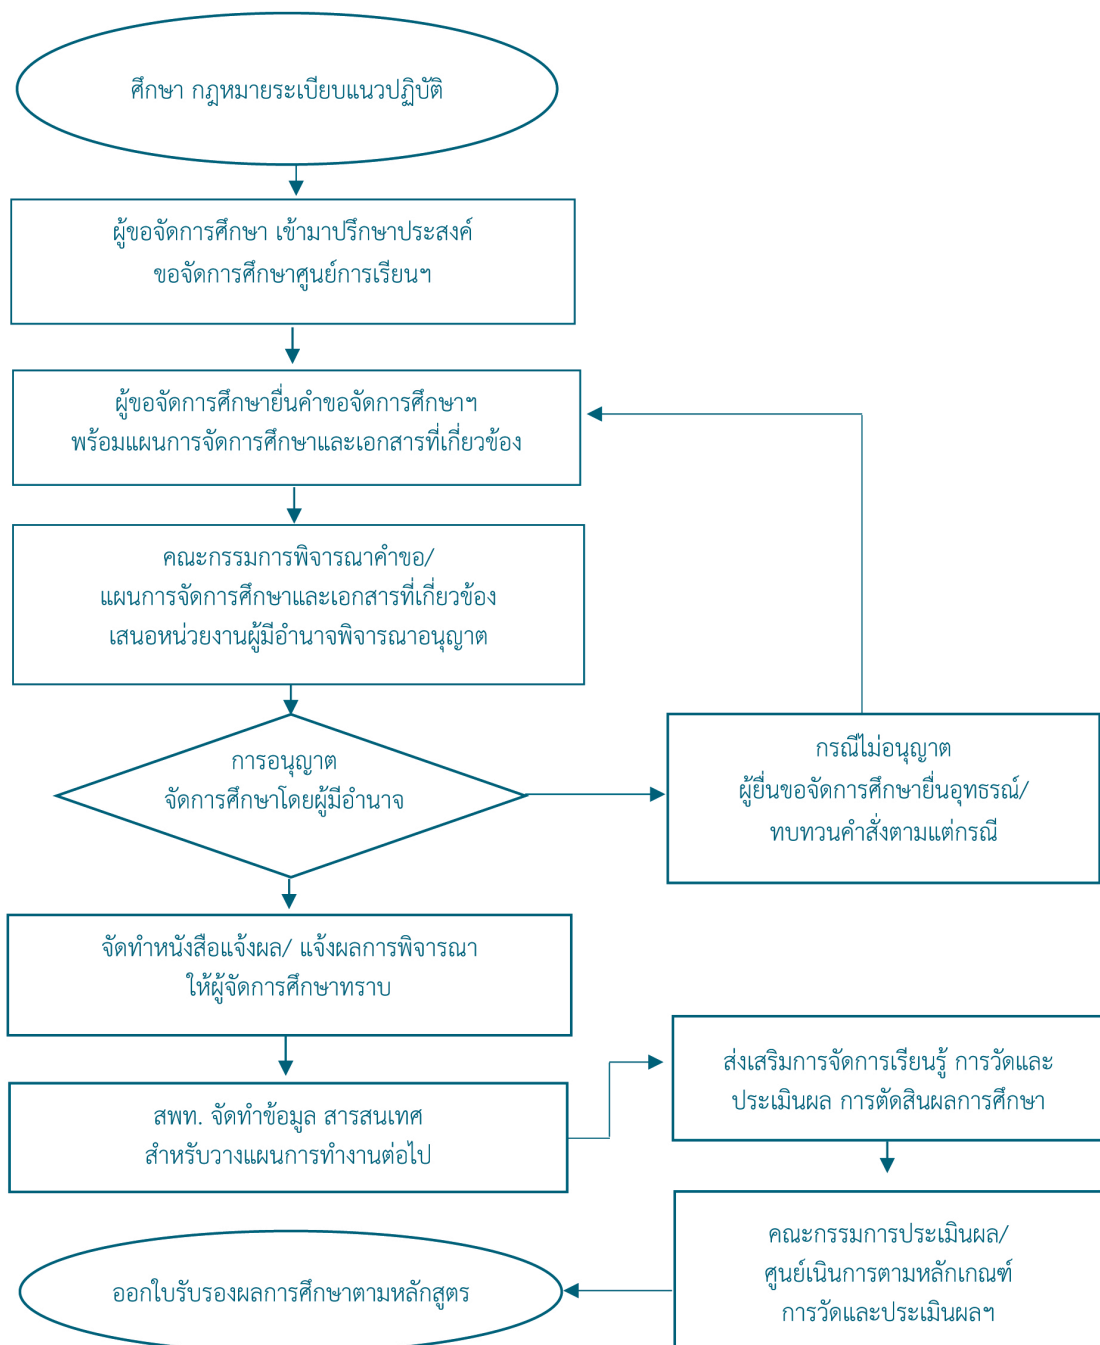 ศึกษา กฎหมายระเบียบแนวปฏิบัติ
ผู้ขอจัดการศึกษา เข้ามาปรึกษาประสงค์
ขอจัดการศึกษาศูนย์การเรียนฯ
ผู้ขอจัดการศึกษายื่นคำขอจัดการศึกษาฯ
พร้อมแผนการจัดการศึกษาและเอกสารที่เกี่ยวข้อง
คณะกรรมการพิจารณาคำขอ/
แผนการจัดการศึกษาและเอกสารที่เกี่ยวข้อง
เสนอหน่วยงานผู้มีอำนาจพิจารณาอนุญาต
การอนุญาต
จัดการศึกษาโดยผู้มีอำนาจ
กรณีไม่อนุญาต
ผู้ยื่นขอจัดการศึกษายื่นอุทธรณ์/
ทบทวนคำสั่งตามแต่กรณี
จัดทำหนังสือแจ้งผล/ แจ้งผลการพิจารณา
ให้ผู้จัดการศึกษาทราบ
สพท. จัดทำข้อมูล สารสนเทศ
สำหรับวางแผนการทำงานต่อไป
ส่งเสริมการจัดการเรียนรู้ การวัดและ
ประเมินผล การตัดสินผลการศึกษา
คณะกรรมการประเมินผล/
ศูนย์เนินการตามหลักเกณฑ์
การวัดและประเมินผลฯ
ออกใบรับรองผลการศึกษาตามหลักสูตร